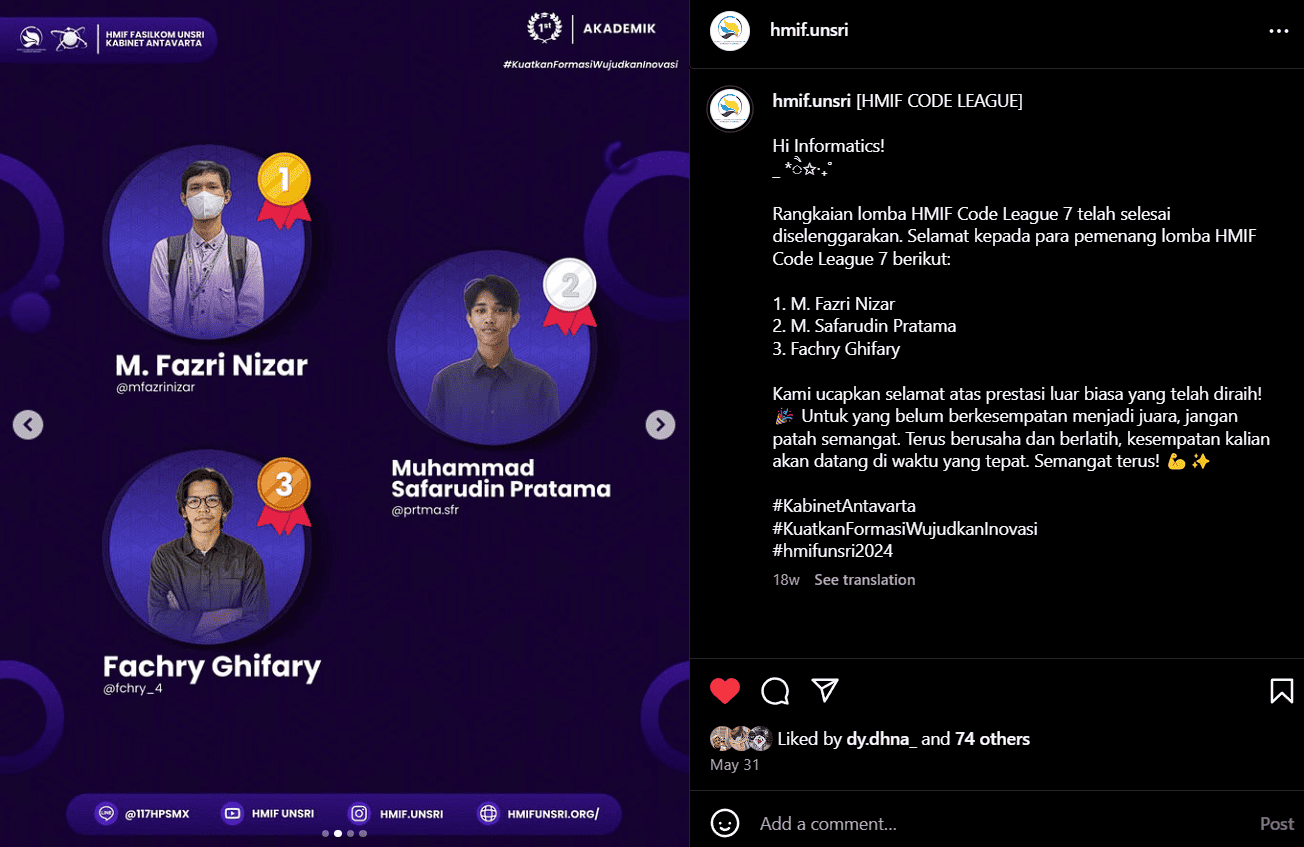 HMIF FASILKOM UNSRI
KABINET ANTAVARTA
1st
AKADEMIK
#KuatkanFormasiWujudkanInovasi
1
M. Fazri Nizar
@mfazrinizar
2
Muhammad
Safarudin Pratama
@prtma.sfr
3
Fachry Ghifary
@fchry_4
LINE
@117HPSMX
HMIF UNSRI
HMIF.UNSRI
HMIFUNSRI.ORG/
hmif.unsri
hmif.unsri [HMIF CODE LEAGUE]
Hi Informatics!
Rangkaian lomba HMIF Code League 7 telah selesai
diselenggarakan. Selamat kepada para pemenang lomba HMIF
Code League 7 berikut:
1. M. Fazri Nizar
2. M. Safarudin Pratama
3. Fachry Ghifary
Kami ucapkan selamat atas prestasi luar biasa yang telah diraih!
🎉 Untuk yang belum berkesempatan menjadi juara, jangan
patah semangat. Terus berusaha dan berlatih, kesempatan kalian
akan datang di waktu yang tepat. Semangat terus! 💪✨
#KabinetAntavarta
#KuatkanFormasiWujudkanInovasi
#hmifunsri2024
18w See translation
Liked by dy.dhna_ and 74 others
May 31
Add a comment...
Post